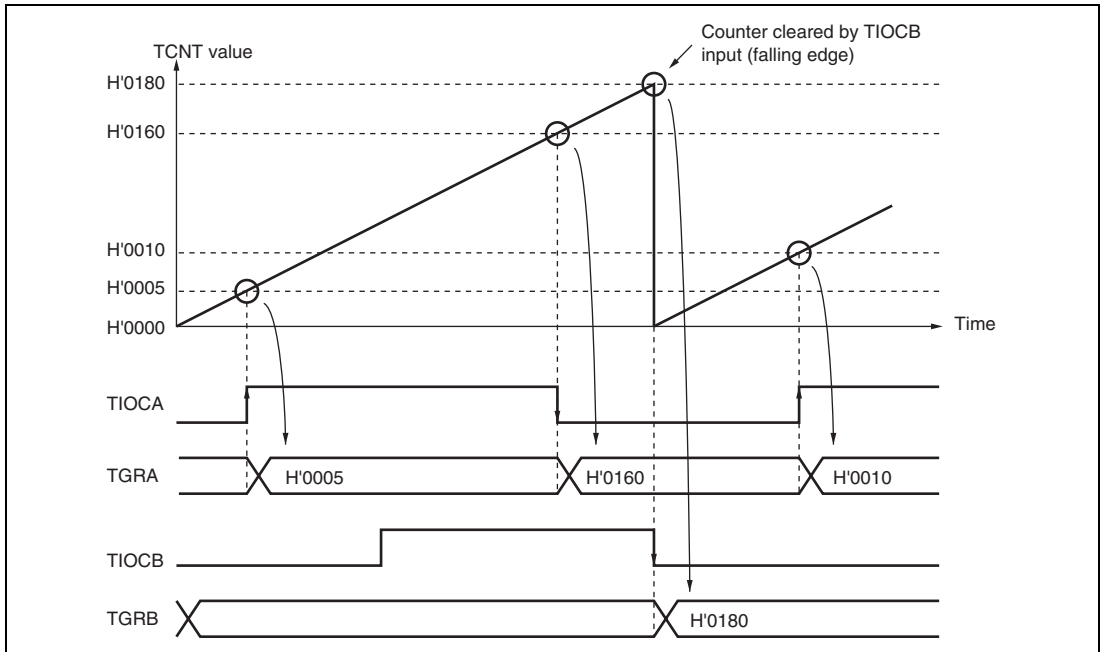 Counter cleared by TIOCB
input (falling edge)
TCNT value
H'0180
H'0160
H'0010
H'0005
H'0000
Time
TIOCA
TGRA
H'0005
H'0160
H'0010
TIOCB
TGRB
H'0180